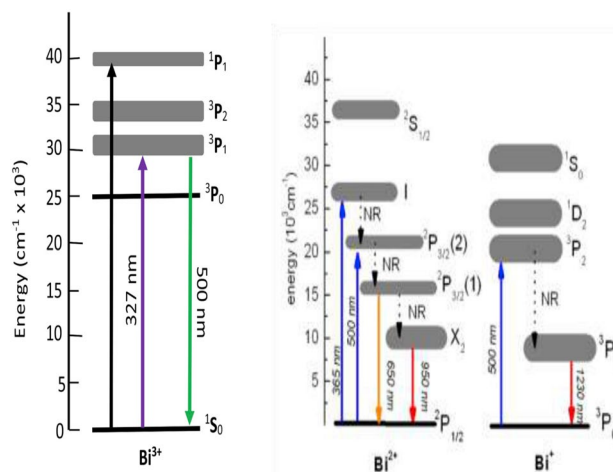 Energy (cm⁻¹ x 10³)
40
35
30
25
20
15
10
5
0
¹P₁
³P₂
³P₁
³P₀
327 nm
500 nm
¹S₀
Bi³⁺
energy (10³cm⁻¹)
40
35
30
25
20
15
10
5
²S₁/₂
I
NR
²P₃/₂(2)
NR
²P₃/₂(1)
NR
X₂
365 nm
500 nm
650 nm
950 nm
²P₁/₂
Bi²⁺
¹S₀
¹D₂
³P₂
NR
500 nm
1230 nm
Bi⁺